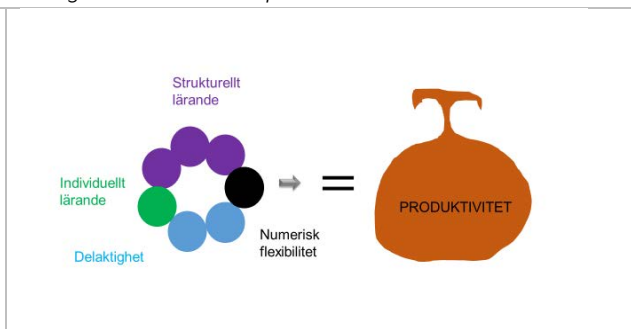 Strukturellt
lärande
Individuellt
lärande
Delaktighet
Numerisk
flexibilitet
=
PRODUKTIVITET